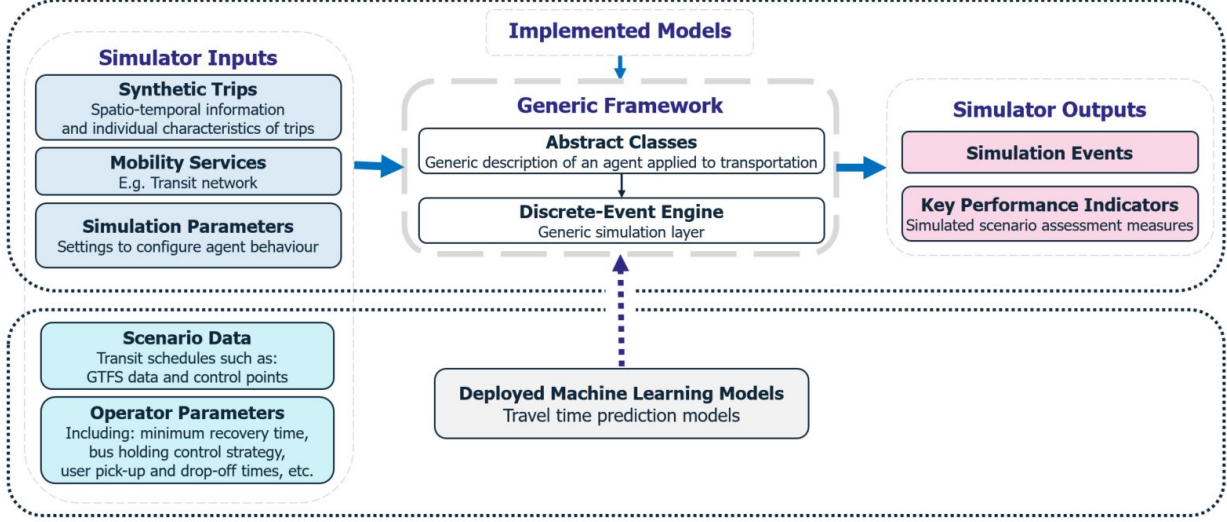 Implemented Models
Simulator Inputs
Synthetic Trips
Spatio-temporal information
and individual characteristics of trips
Mobility Services
E.g. Transit network
Simulation Parameters
Settings to configure agent behaviour
Generic Framework
Abstract Classes
Generic description of an agent applied to transportation
Discrete-Event Engine
Generic simulation layer
Simulator Outputs
Simulation Events
Key Performance Indicators
Simulated scenario assessment measures
Scenario Data
Transit schedules such as:
GTFS data and control points
Operator Parameters
Including: minimum recovery time,
bus holding control strategy,
user pick-up and drop-off times, etc.
Deployed Machine Learning Models
Travel time prediction models